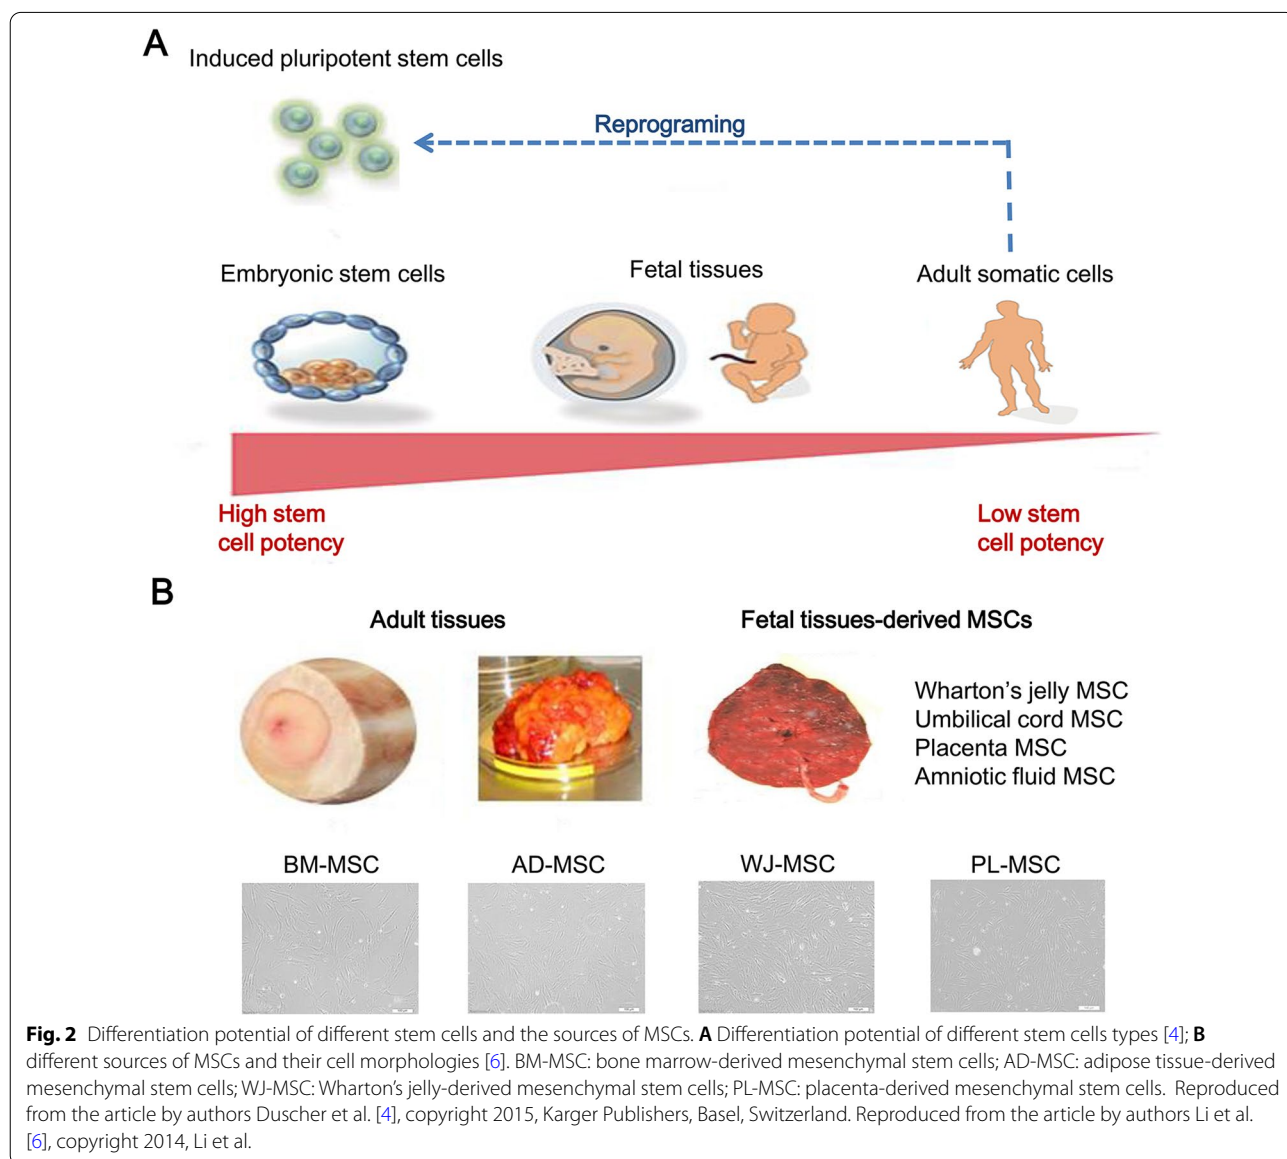 A
Induced pluripotent stem cells
Reprograming
Embryonic stem cells
Fetal tissues
Adult somatic cells
High stem
cell potency
Low stem
cell potency
B
Adult tissues
Fetal tissues-derived MSCs
Wharton’s jelly MSC
Umbilical cord MSC
Placenta MSC
Amniotic fluid MSC
BM-MSC
AD-MSC
WJ-MSC
PL-MSC
Fig. 2 Differentiation potential of different stem cells and the sources of MSCs. A Differentiation potential of different stem cells types [4]; B
different sources of MSCs and their cell morphologies [6]. BM-MSC: bone marrow-derived mesenchymal stem cells; AD-MSC: adipose tissue-derived
mesenchymal stem cells; WJ-MSC: Wharton’s jelly-derived mesenchymal stem cells; PL-MSC: placenta-derived mesenchymal stem cells. Reproduced
from the article by authors Duscher et al. [4], copyright 2015, Karger Publishers, Basel, Switzerland. Reproduced from the article by authors Li et al.
[6], copyright 2014, Li et al.